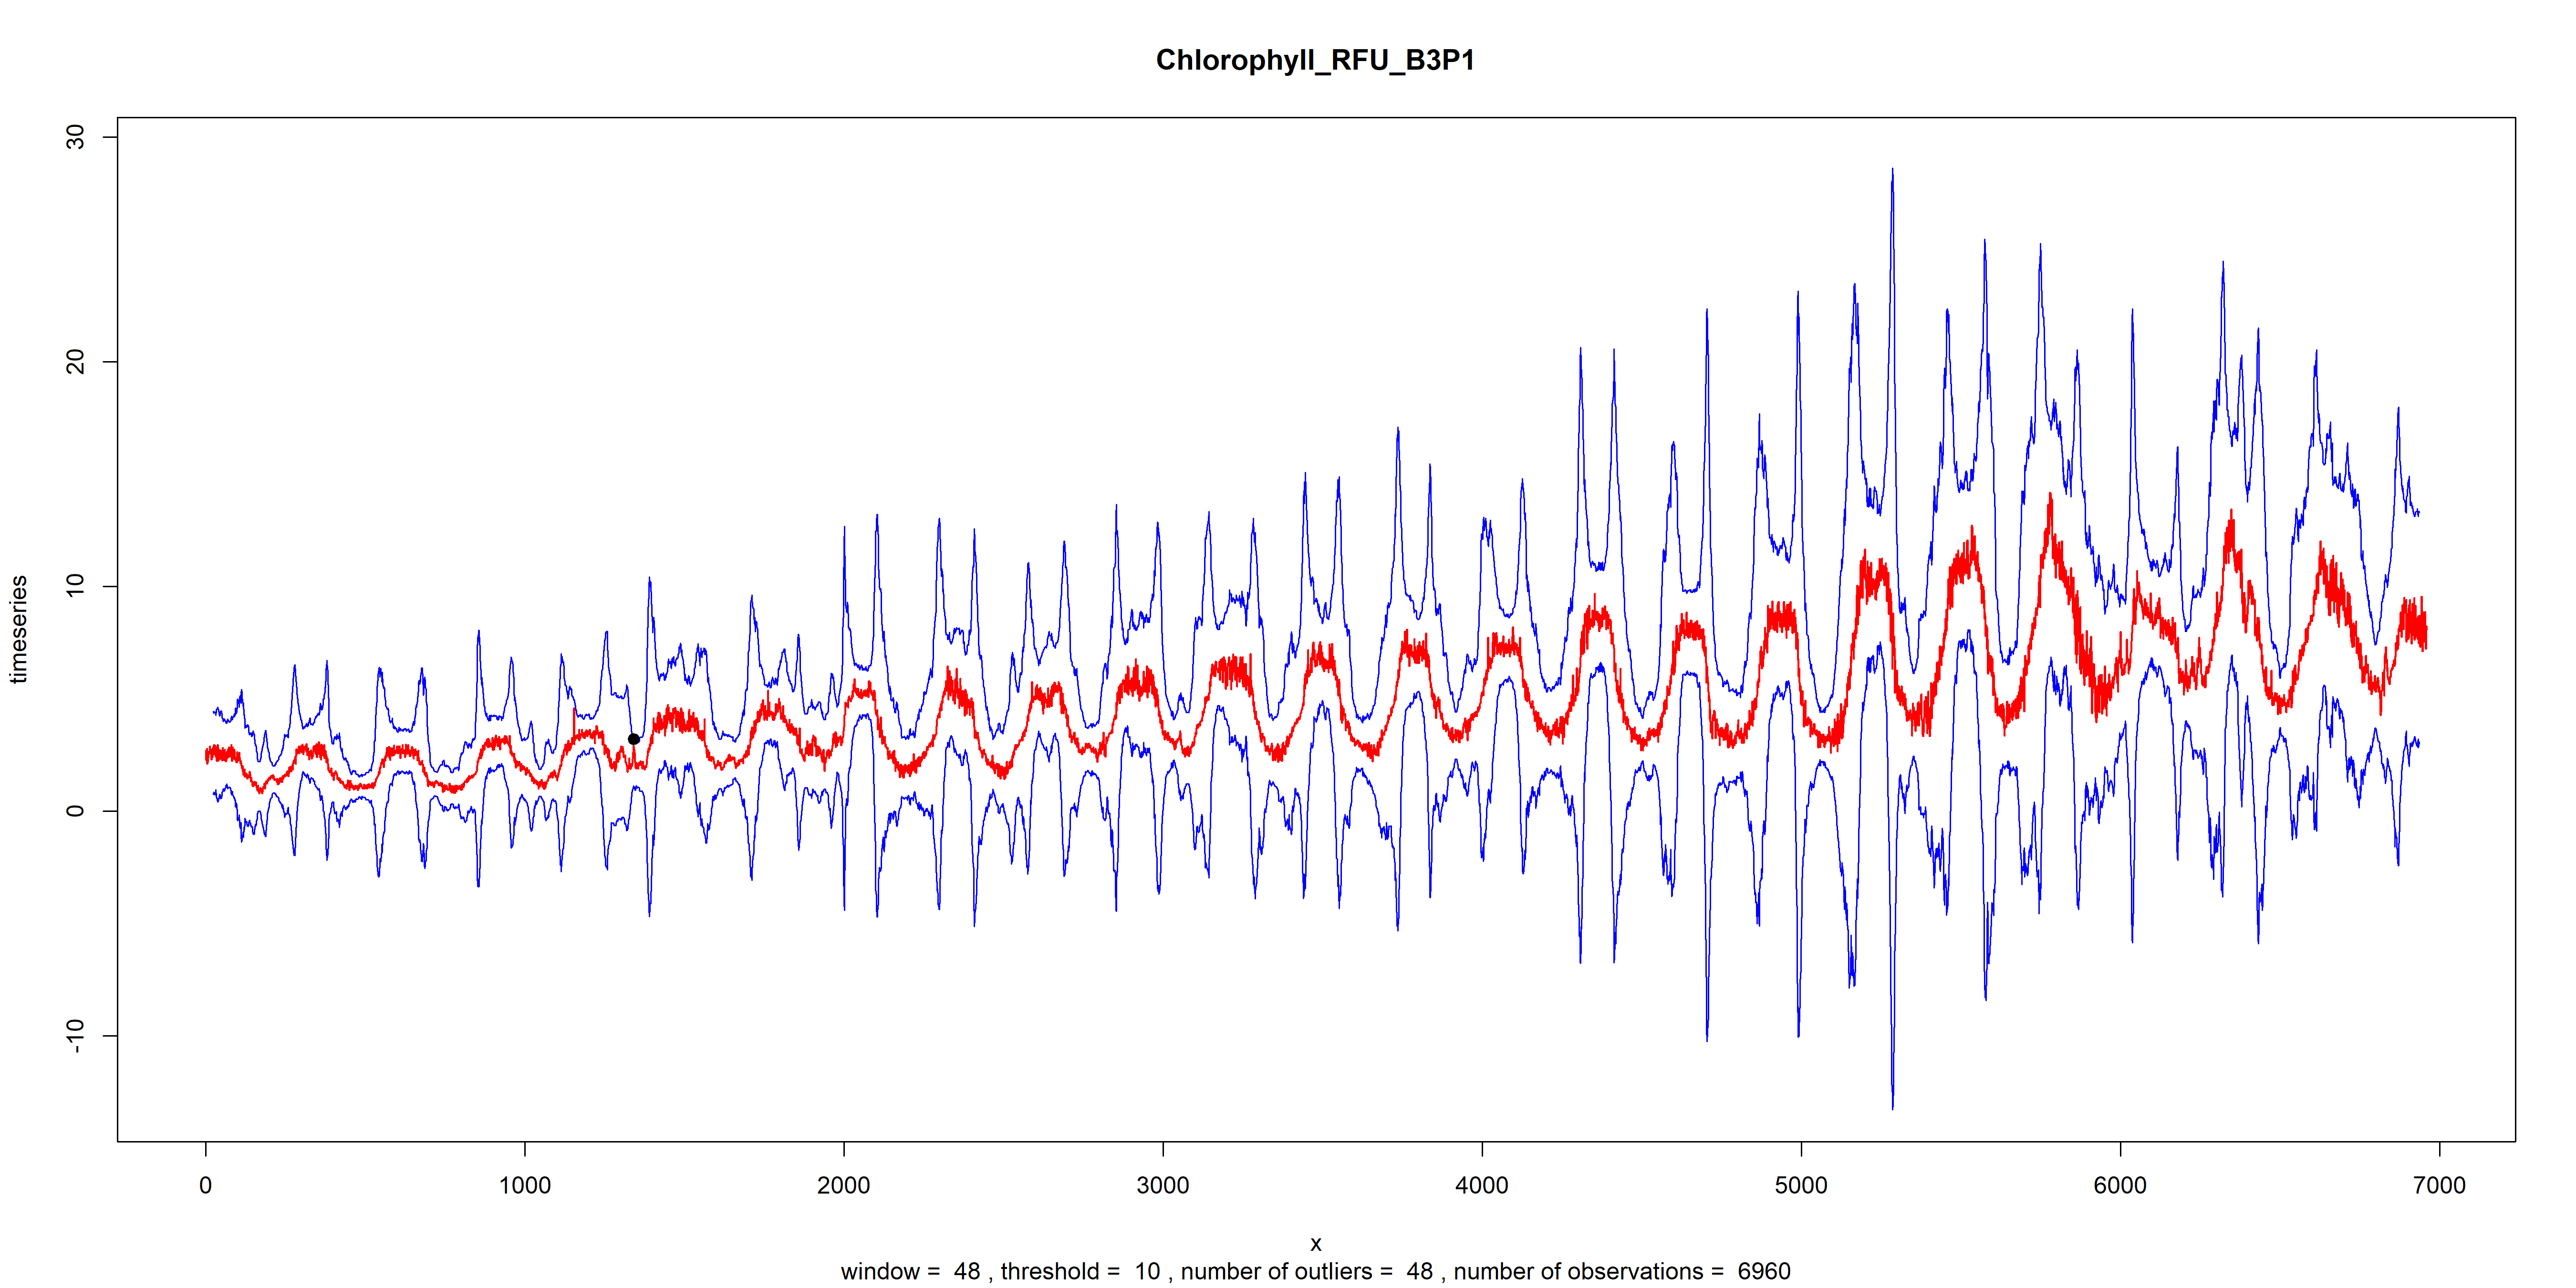 Chlorophyll_RFU_B3P1
timeseries
30
20
10
0
-10
0 1000 2000 3000 4000 5000 6000 7000
x
window = 48 , threshold = 10 , number of outliers = 48 , number of observations = 6960